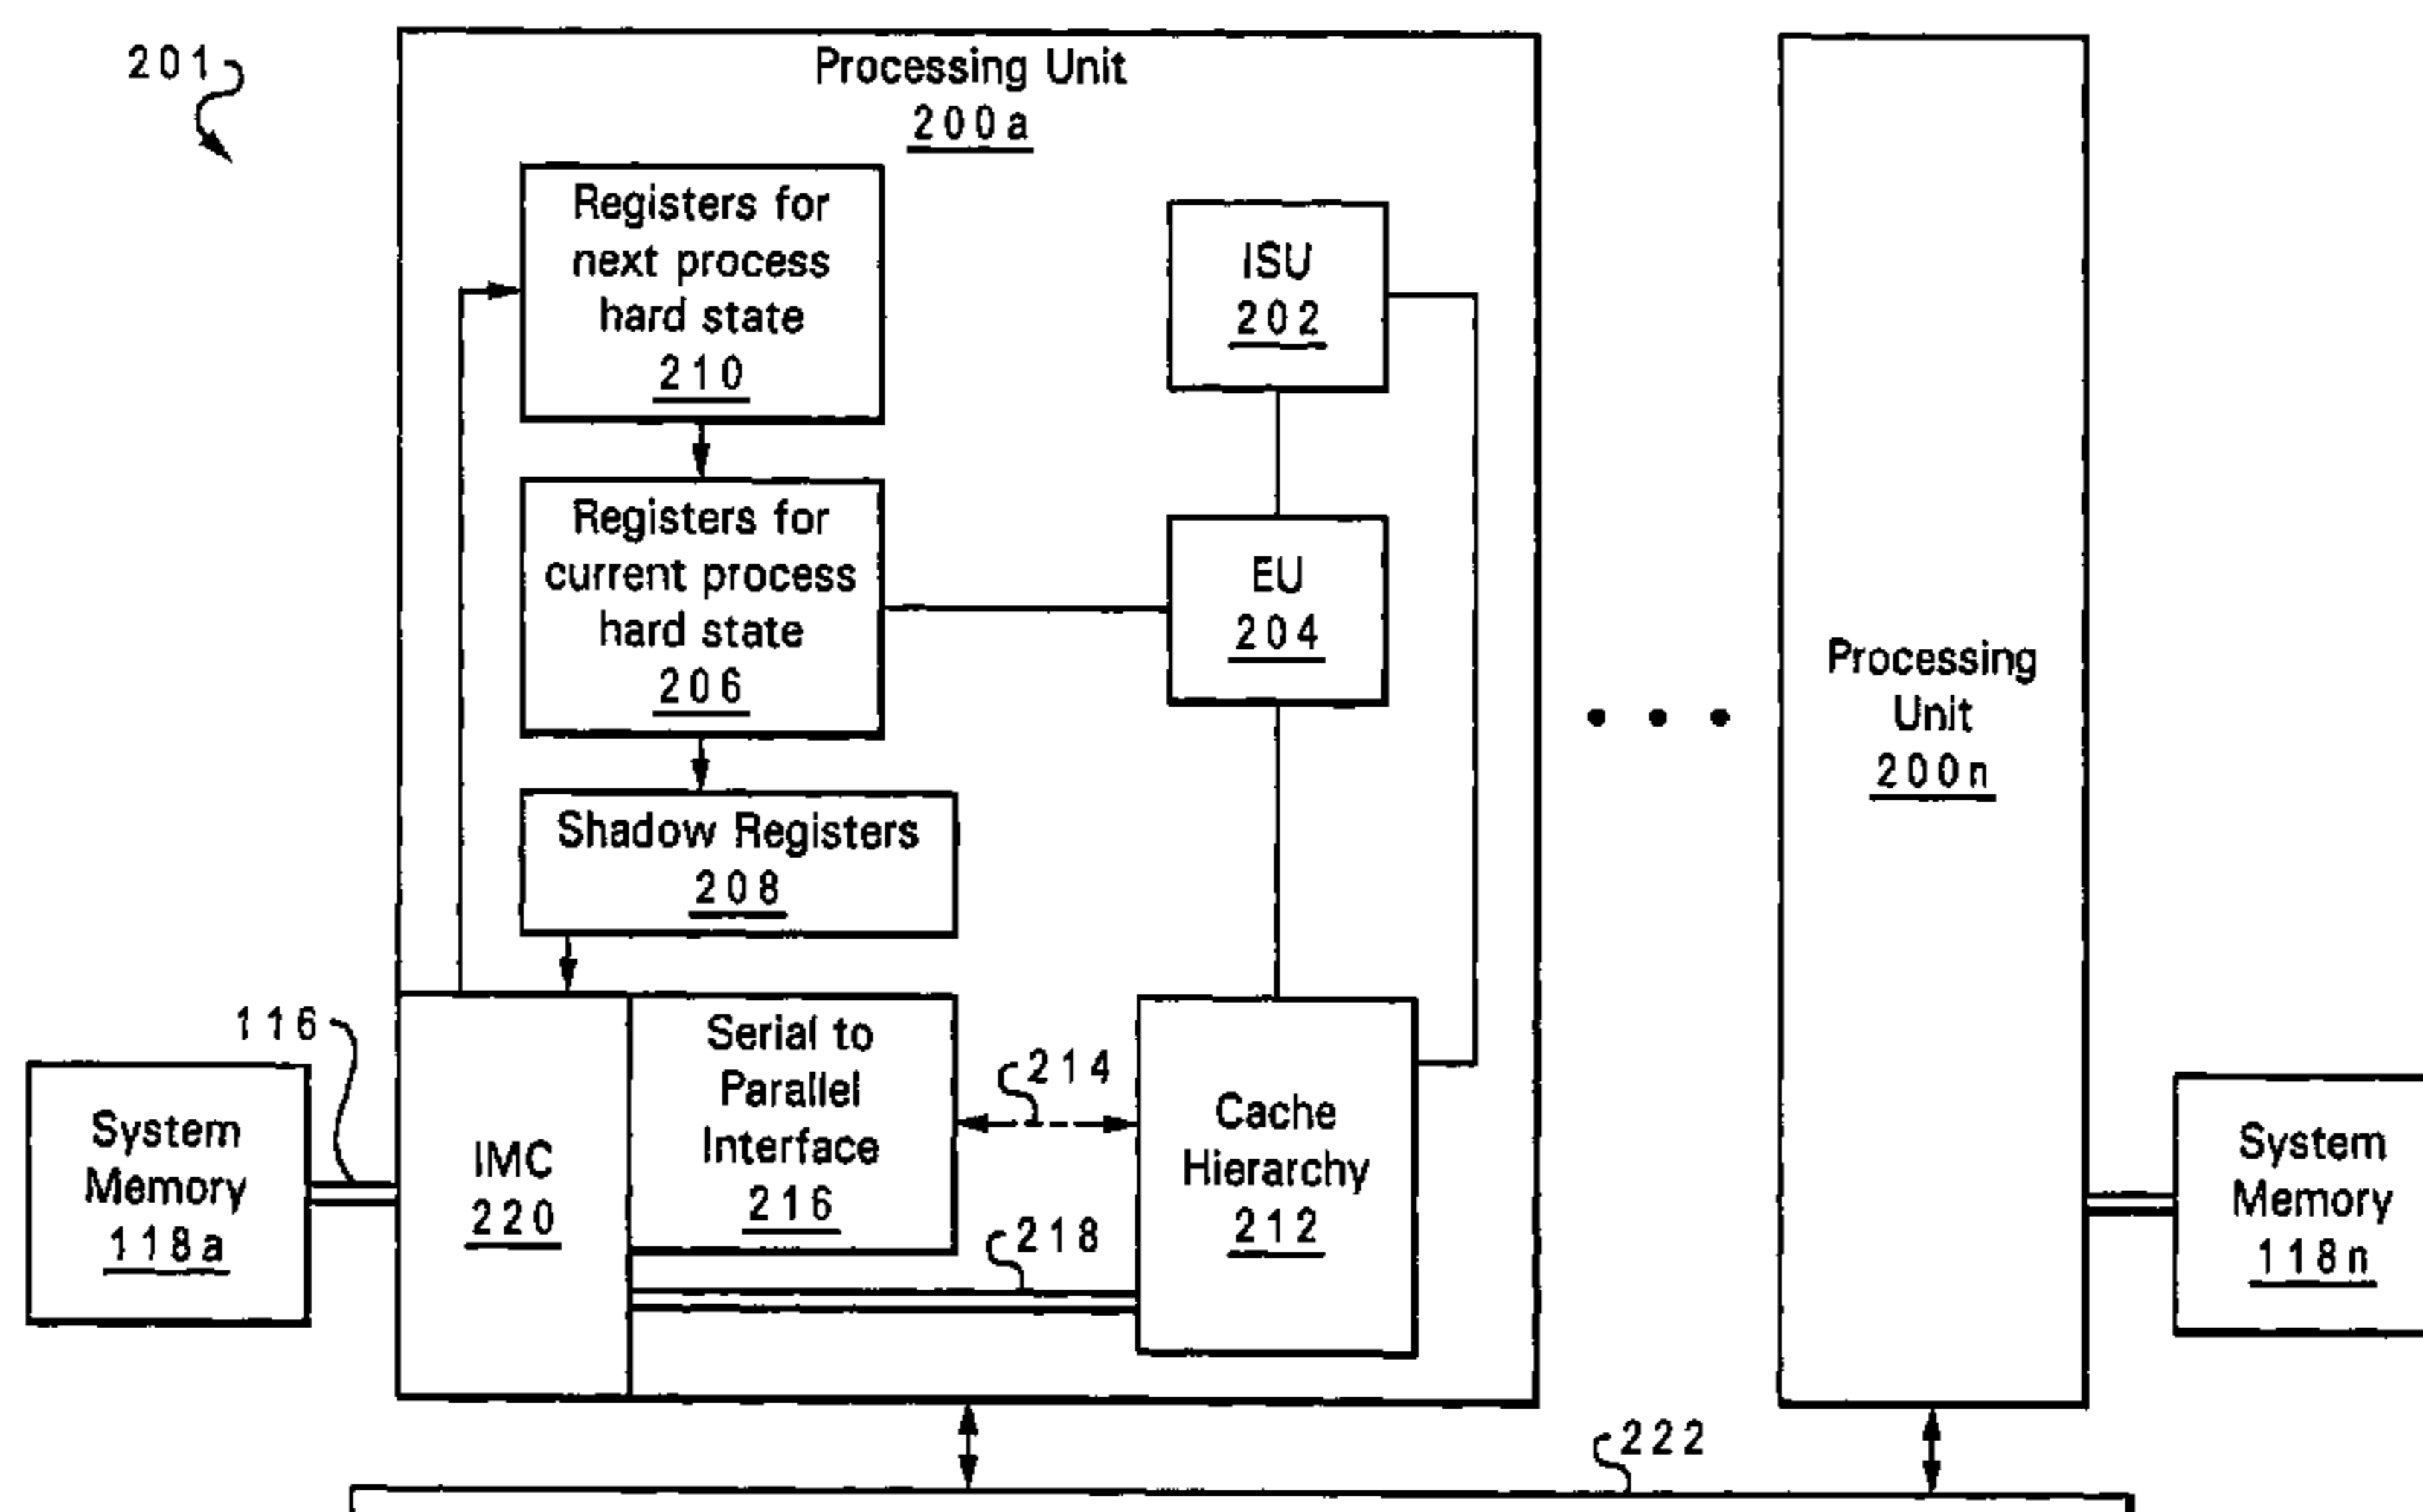 201
Processing Unit
200a
Registers for
next process
hard state
210
ISU
202
Registers for
current process
hard state
206
EU
204
Processing
Unit
200n
Shadow Registers
208
116
System
Memory
118a
IMC
220
Serial to
Parallel
Interface
216
214
218
Cache
Hierarchy
212
System
Memory
118n
222